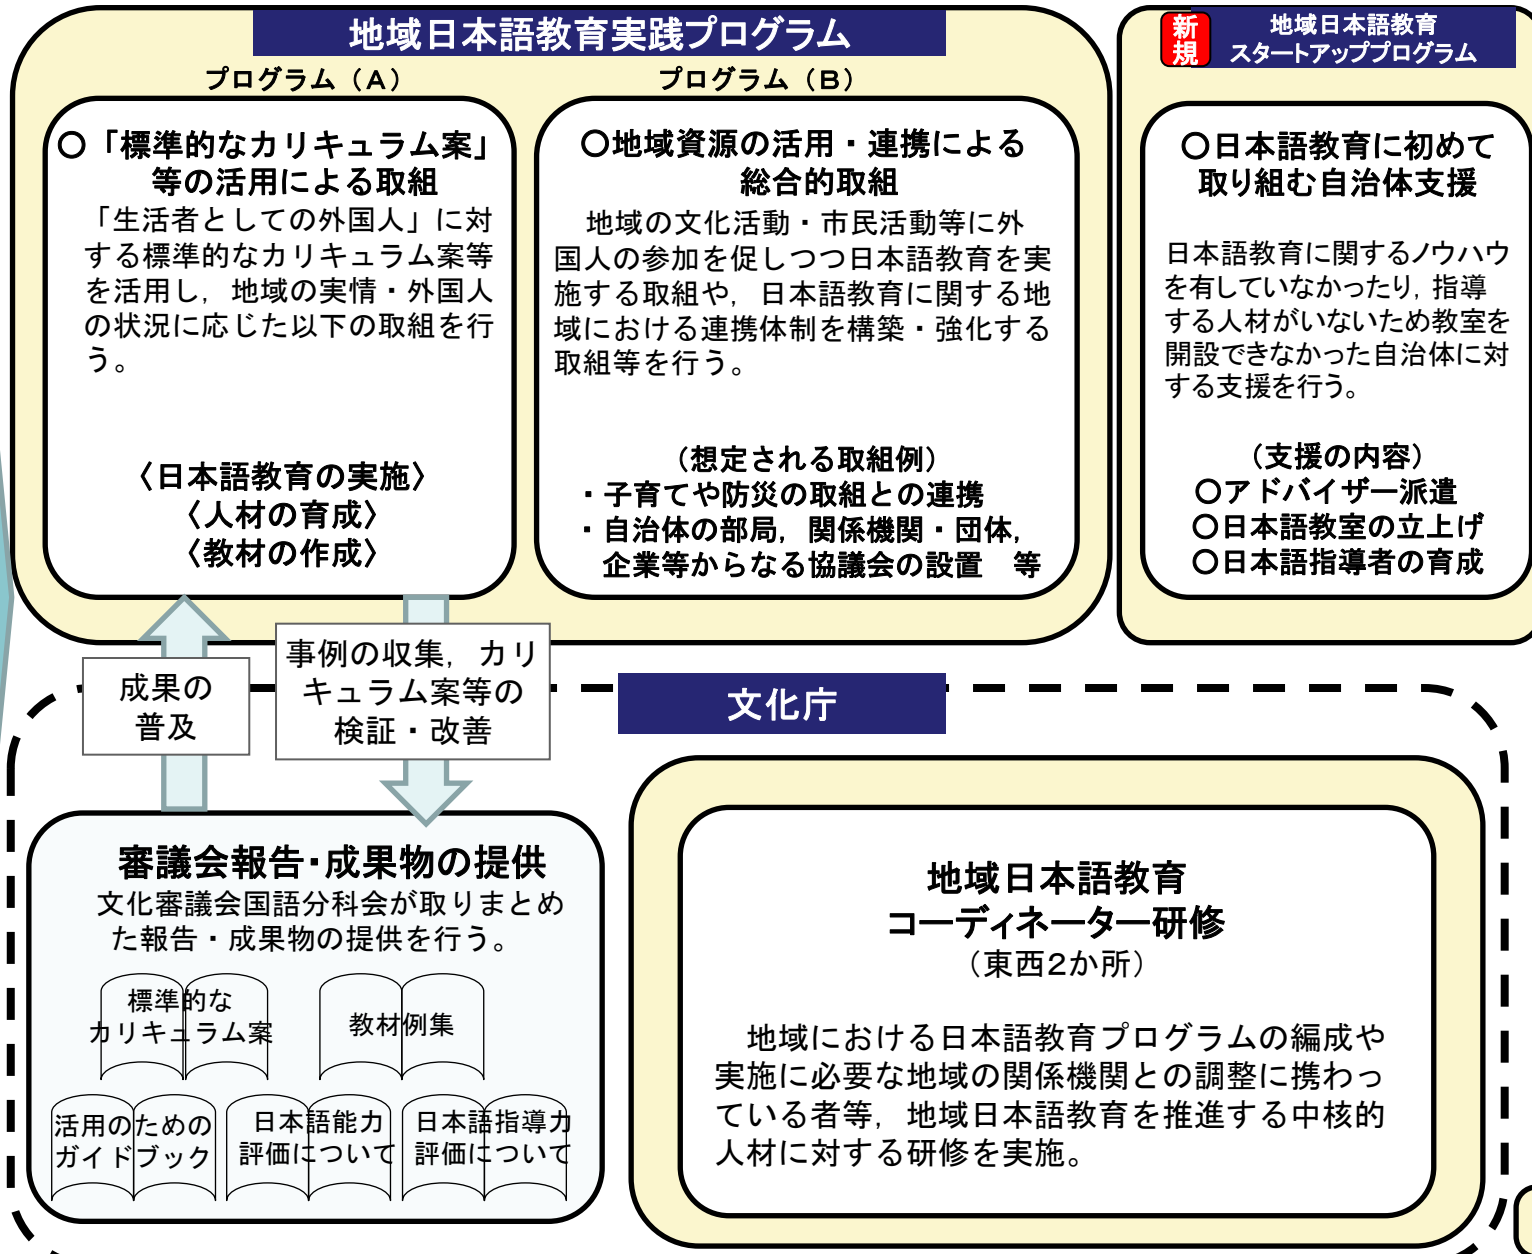 地域日本語教育実践プログラム
プログラム（A）
○「標準的なカリキュラム案」
等の活用による取組
「生活者としての外国人」に対
する標準的なカリキュラム案等
を活用し，地域の実情・外国人
の状況に応じた以下の取組を行
う。
〈日本語教育の実施〉
〈人材の育成〉
〈教材の作成〉
プログラム（B）
○地域資源の活用・連携による
総合的取組
地域の文化活動・市民活動等に外
国人の参加を促しつつ日本語教育を実
施する取組や，日本語教育に関する地
域における連携体制を構築・強化する
取組等を行う。
（想定される取組例）
・子育てや防災の取組との連携
・自治体の部局，関係機関・団体，
企業等からなる協議会の設置　等
新規
地域日本語教育
スタートアッププログラム
○日本語教育に初めて
取り組む自治体支援
日本語教育に関するノウハウ
を有していなかったり，指導
する人材がいないため教室を
開設できなかった自治体に対
する支援を行う。
（支援の内容）
○アドバイザー派遣
○日本語教室の立上げ
○日本語指導者の育成
成果の
普及
事例の収集，カリ
キュラム案等の
検証・改善
文化庁
審議会報告・成果物の提供
文化審議会国語分科会が取りまとめ
た報告・成果物の提供を行う。
標準的な
カリキュラム案
教材例集
活用のための
ガイドブック
日本語能力
評価について
日本語指導力
評価について
地域日本語教育
コーディネーター研修
（東西2か所）
地域における日本語教育プログラムの編成や
実施に必要な地域の関係機関との調整に携わっ
ている者等，地域日本語教育を推進する中核的
人材に対する研修を実施。